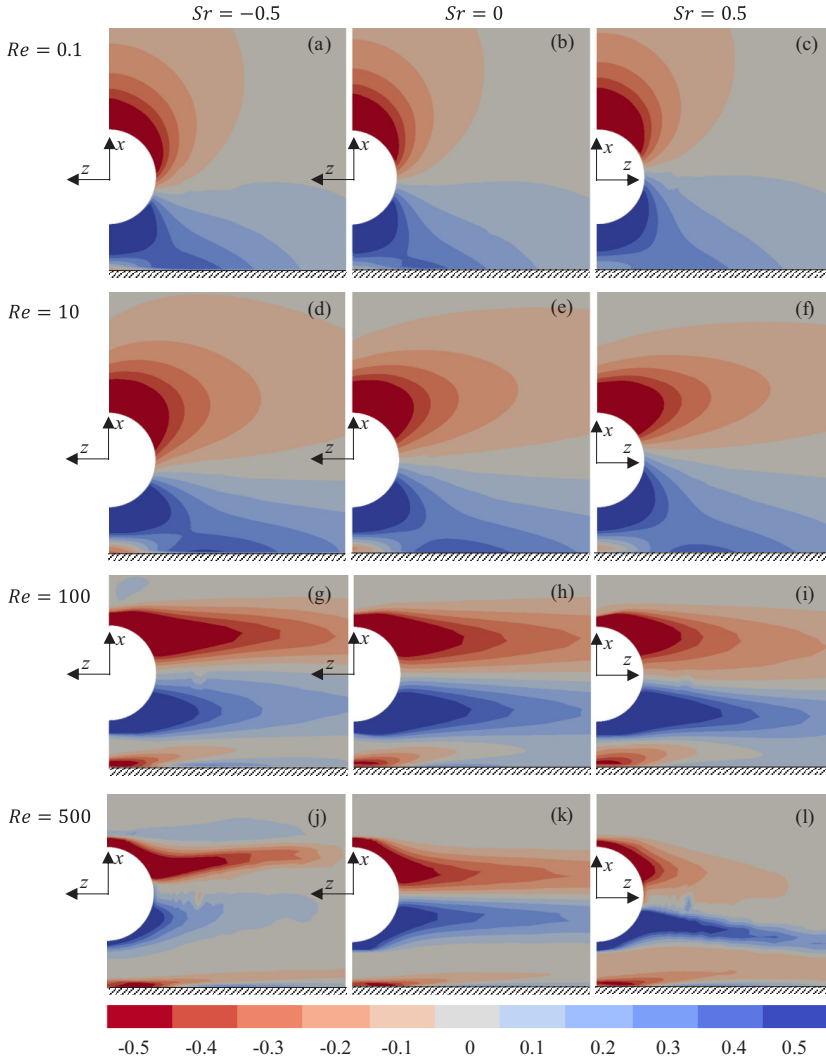 Sr = −0.5 Sr = 0 Sr = 0.5
Re = 0.1 (a) (b) (c)
x x x
z z z
Re = 10 (d) (e) (f)
x x x
z z z
Re = 100 (g) (h) (i)
x x x
z z z
Re = 500 (j) (k) (l)
x x x
z z z
-0.5 -0.4 -0.3 -0.2 -0.1 0 0.1 0.2 0.3 0.4 0.5